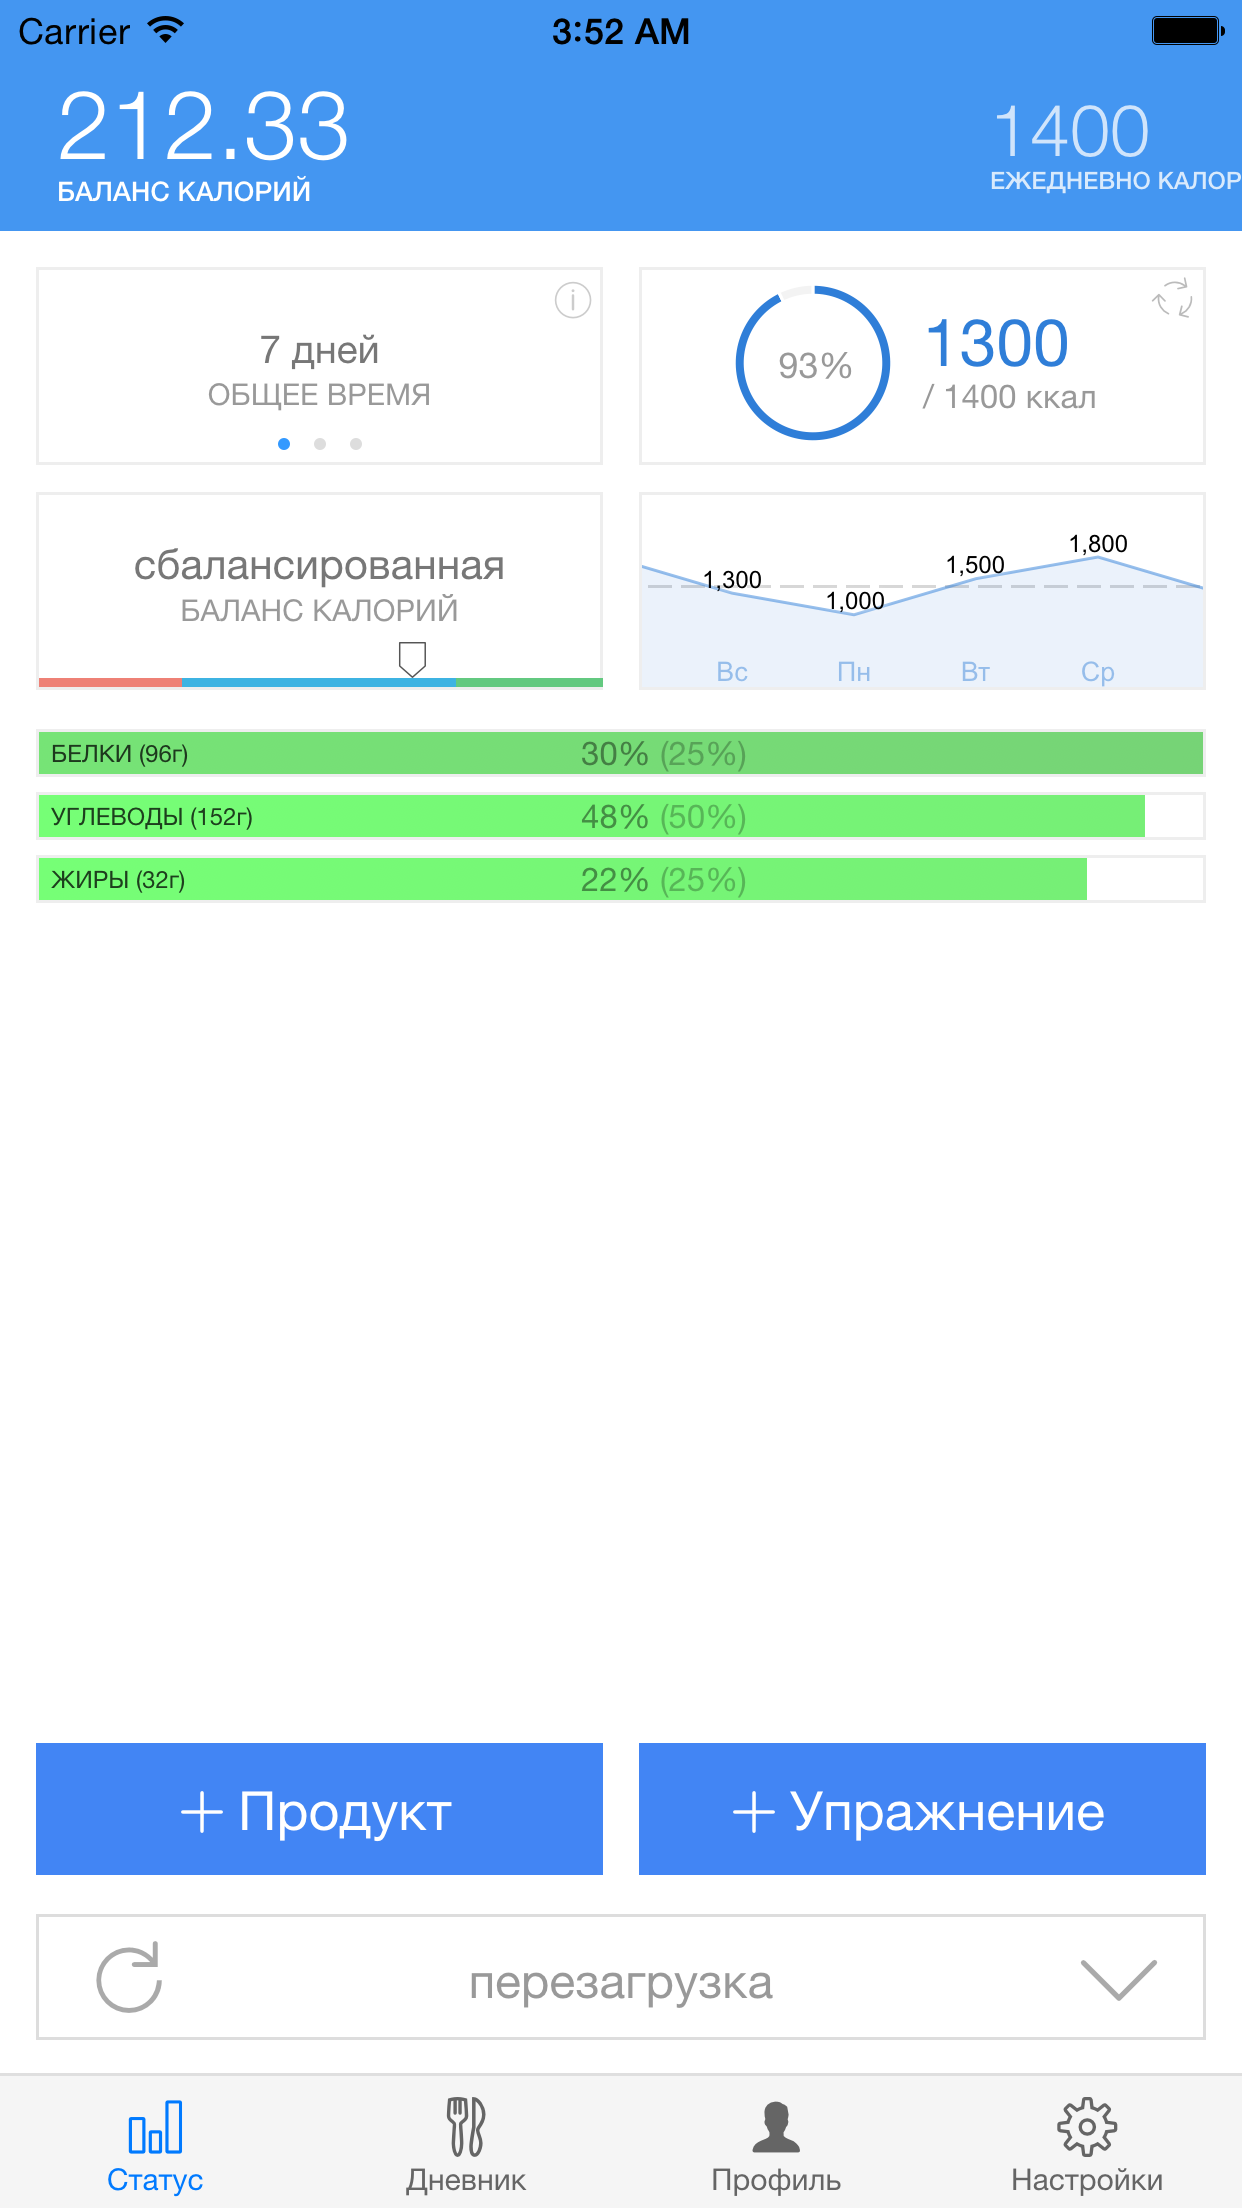 Carrier 3:52 AM
212.33 1400
БАЛАНС КАЛОРИЙ ЕЖЕДНЕВНО КАЛОР
7 дней
ОБЩЕЕ ВРЕМЯ
93%
1300
/ 1400 ккал
сбалансированная
БАЛАНС КАЛОРИЙ
1,300 1,000 1,500 1,800
Вс Пн Вт Ср
БЕЛКИ (96г) 30% (25%)
УГЛЕВОДЫ (152г) 48% (50%)
ЖИРЫ (32г) 22% (25%)
+ Продукт + Упражнение
перезагрузка
Статус Дневник Профиль Настройки